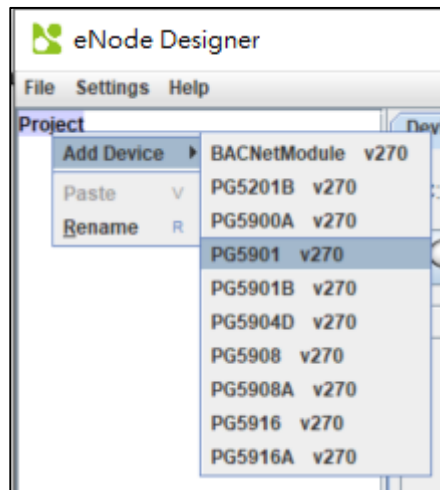 eNode Designer
File Settings Help
Project
Dev
Add Device
Paste V
Rename R
BACNetModule v270
PG5201B v270
PG5900A v270
PG5901 v270
PG5901B v270
PG5904D v270
PG5908 v270
PG5908A v270
PG5916 v270
PG5916A v270